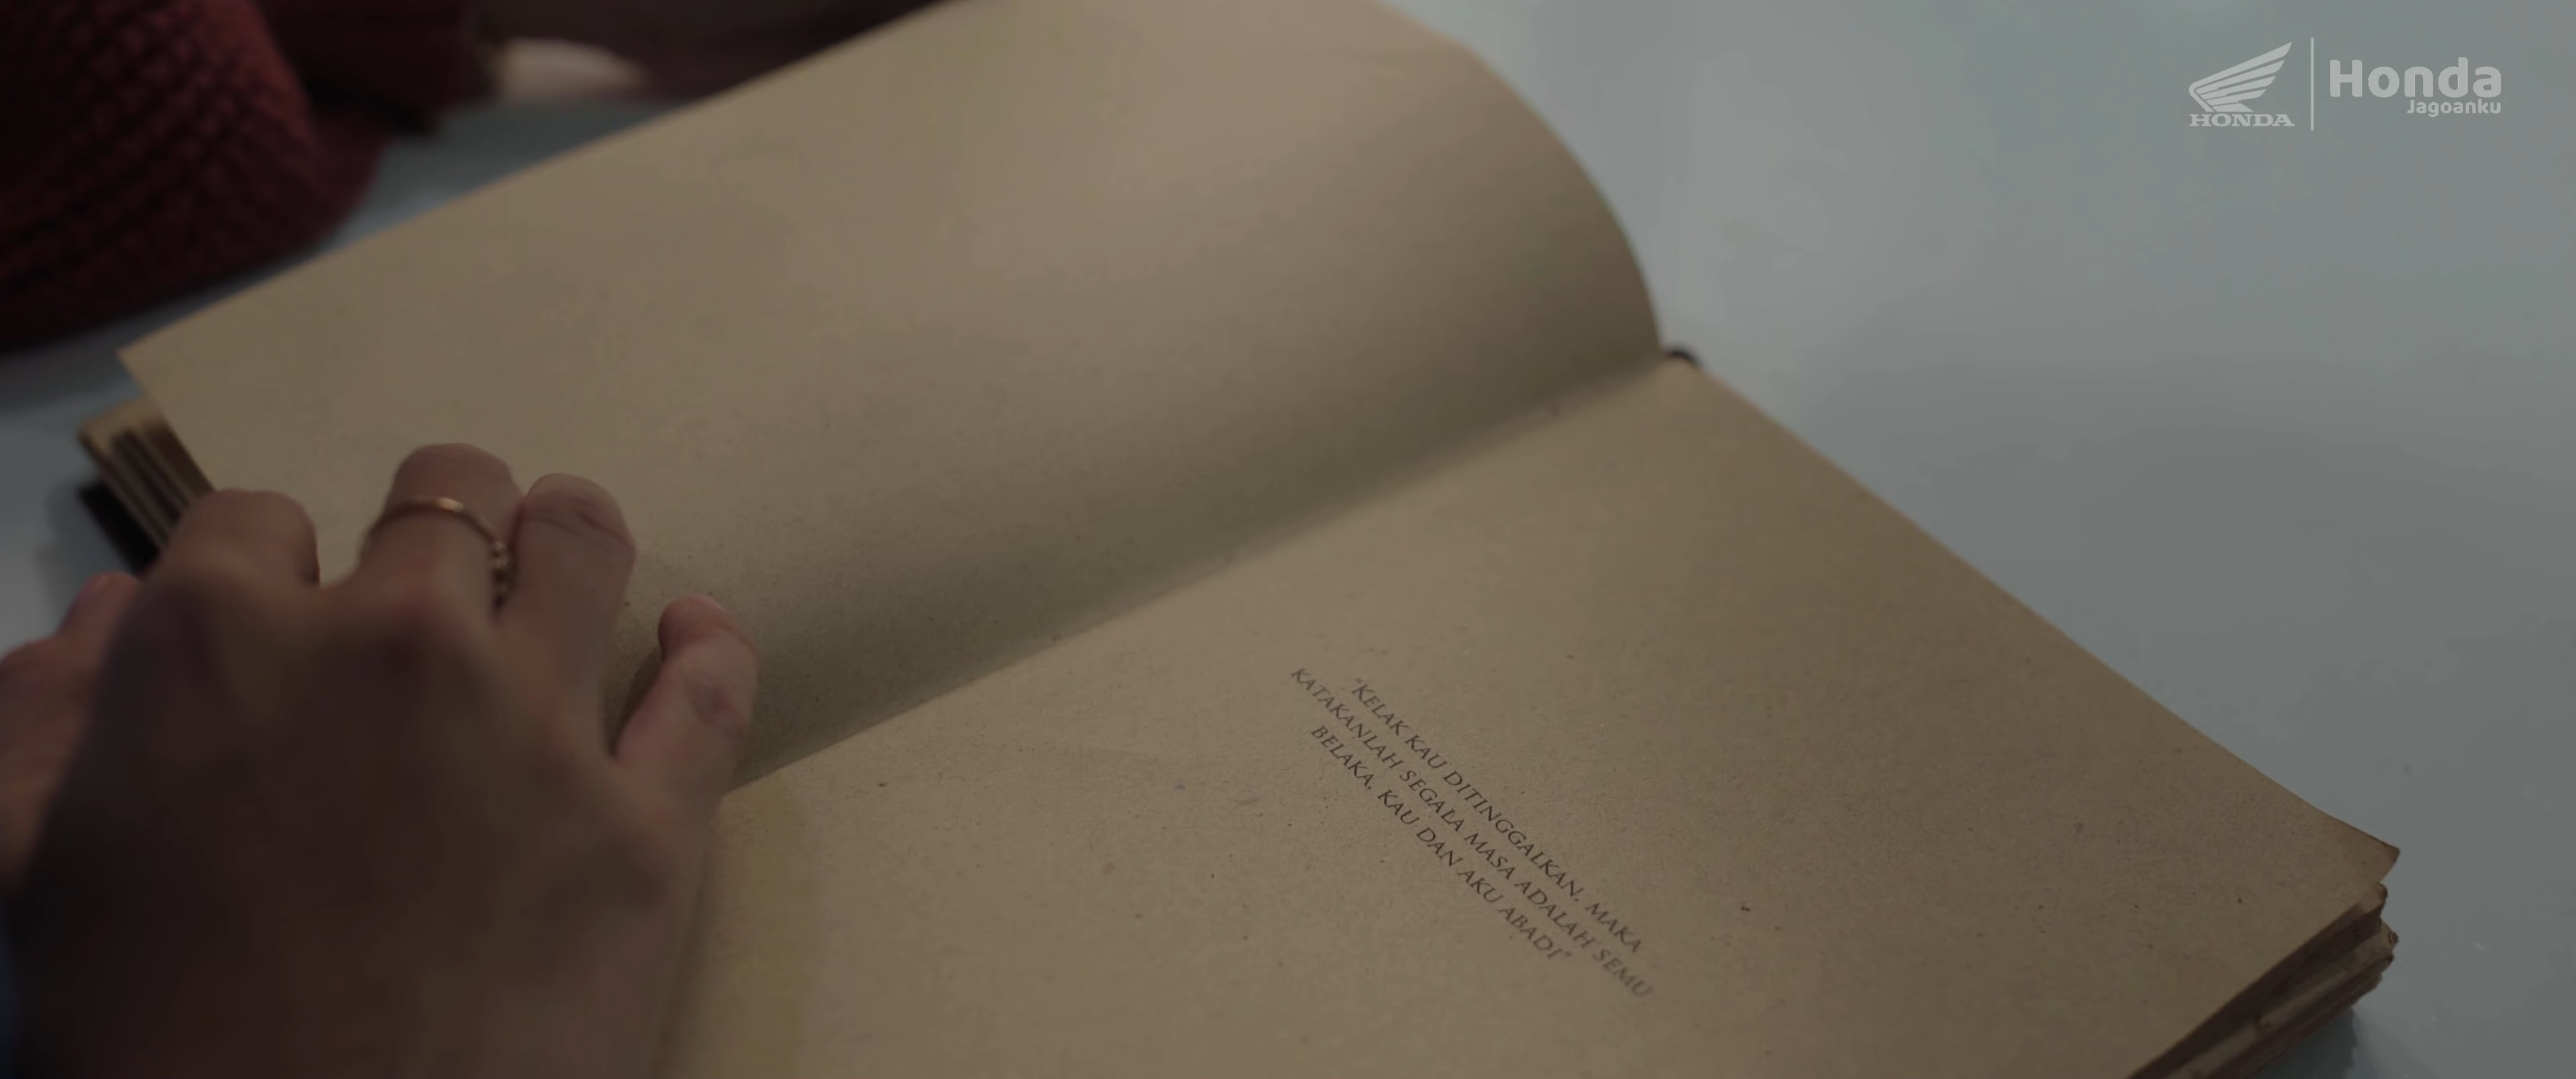 HONDA
Honda
Jagoanku
"KELAK KAU DITINGGALKAN, MAKA
KATAKANLAH SEGALA MASA ADALAH SEMU
BELAKA, KAU DAN AKU ABADI"